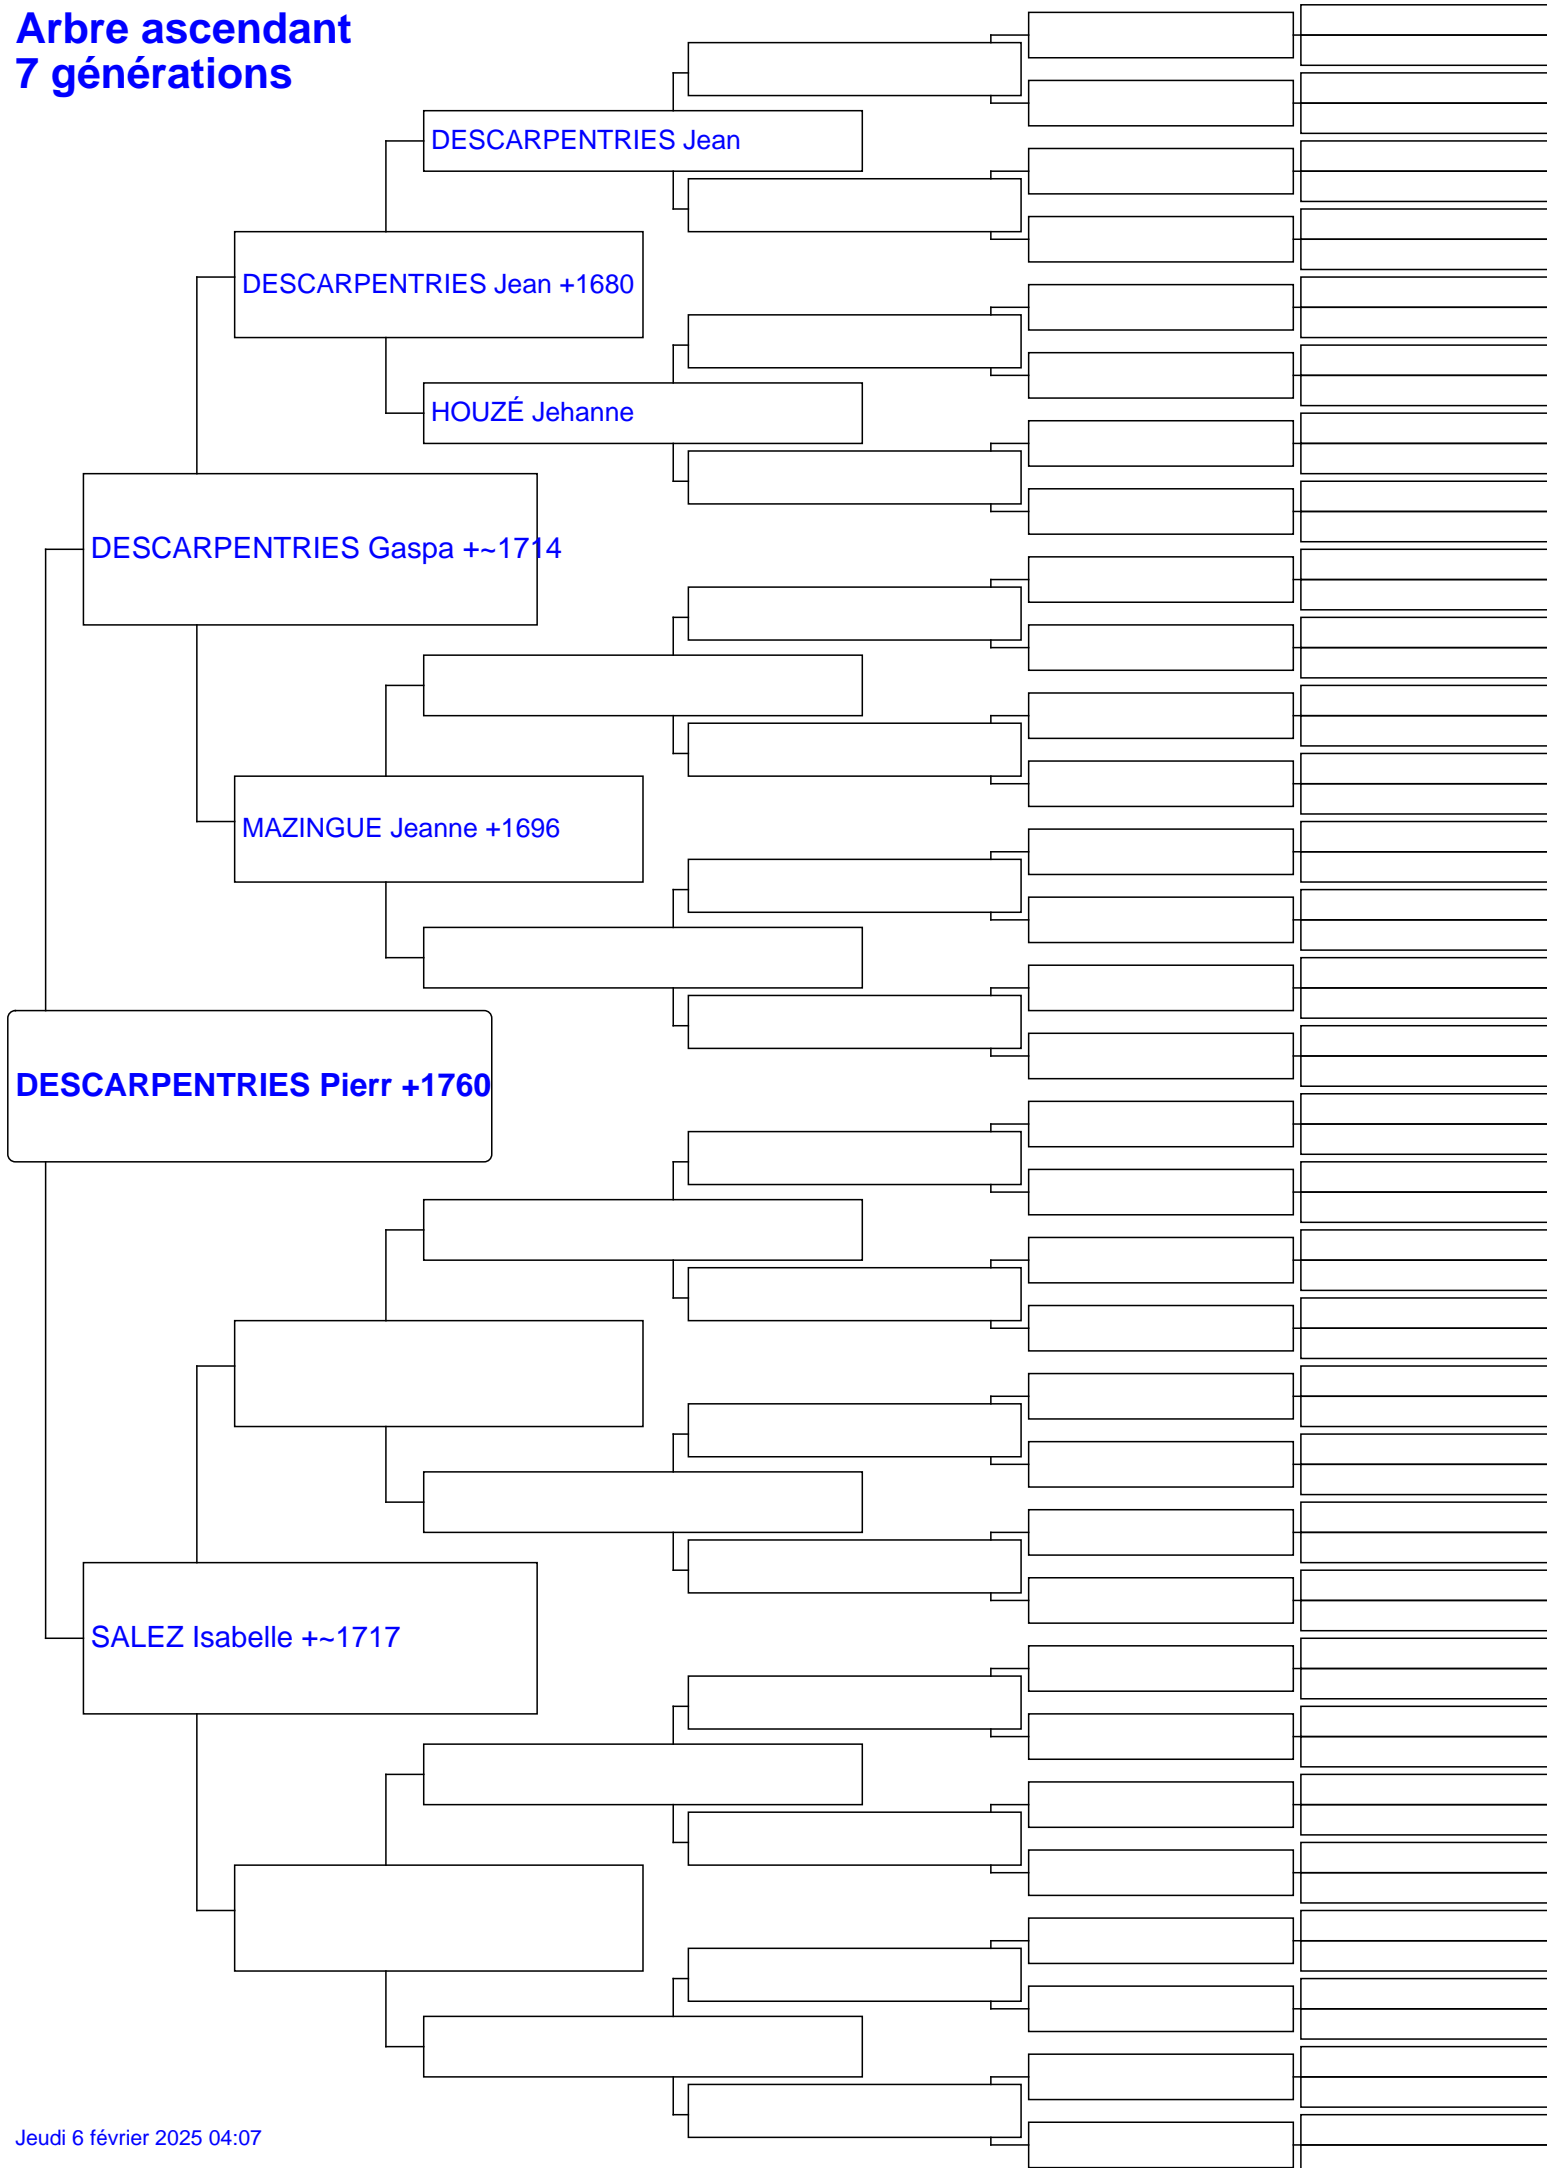 Arbre ascendant
7 générations
DESCARPENTRIES Jean
DESCARPENTRIES Jean +1680
HOUZÉ Jehanne
DESCARPENTRIES Gaspa +~1714
MAZINGUE Jeanne +1696
DESCARPENTRIES Pierr +1760
SALEZ Isabelle +~1717
Jeudi 6 février 2025 04:07